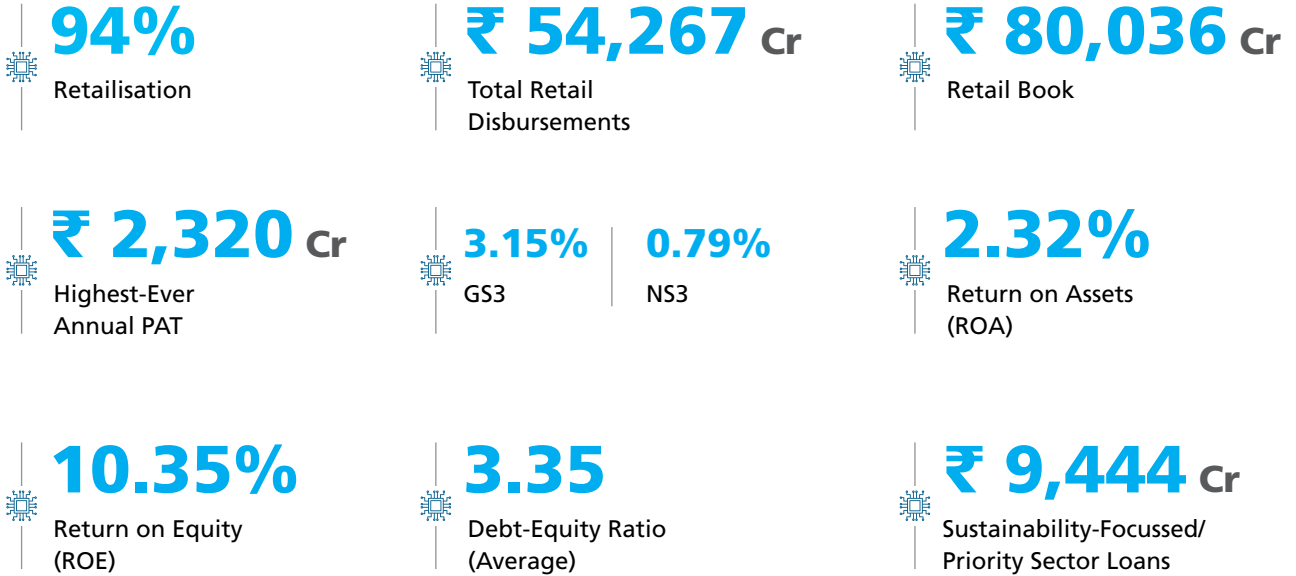 94%
Retailisation
₹ 54,267 Cr
Total Retail
Disbursements
₹ 80,036 Cr
Retail Book
₹ 2,320 Cr
Highest-Ever
Annual PAT
3.15%
GS3
0.79%
NS3
2.32%
Return on Assets
(ROA)
10.35%
Return on Equity
(ROE)
3.35
Debt-Equity Ratio
(Average)
₹ 9,444 Cr
Sustainability-Focussed/
Priority Sector Loans